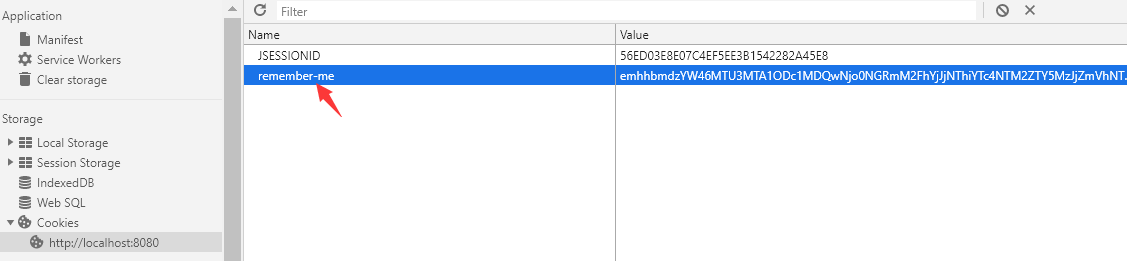 Application
Manifest
Service Workers
Clear storage
Storage
Local Storage
Session Storage
IndexedDB
Web SQL
Cookies
http://localhost:8080
Filter
Name Value
JSESSIONID 56ED03E8E07C4EF5EE3B1542282A45E8
remember-me emhhbmdzYW46MTU3MTA1ODc1MDQwNjo0NGRmM2FhYjJjNThiYTc4NTM2ZTY5MzJjZmVhNT...